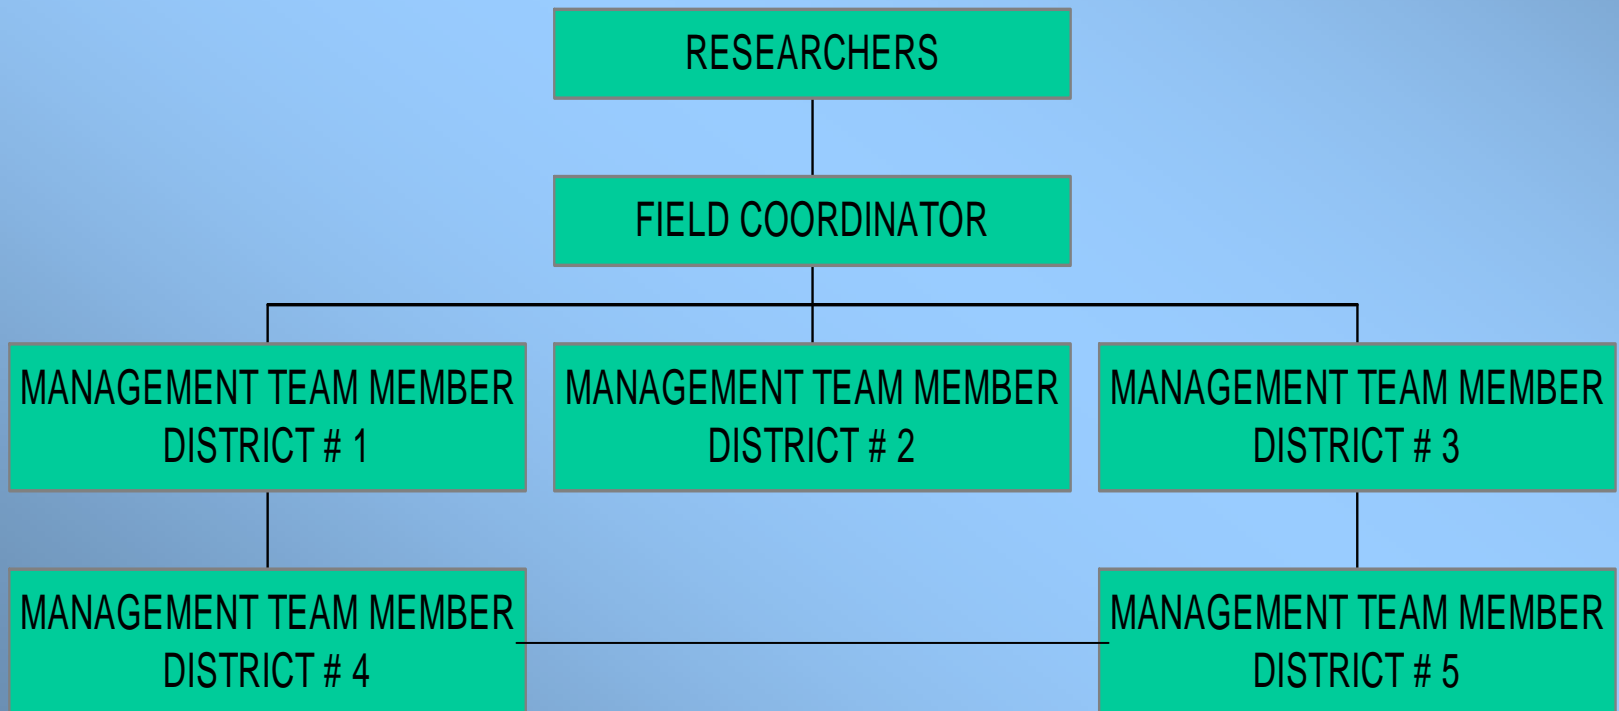 RESEARCHERS
FIELD COORDINATOR
MANAGEMENT TEAM MEMBER
DISTRICT # 1
MANAGEMENT TEAM MEMBER
DISTRICT # 2
MANAGEMENT TEAM MEMBER
DISTRICT # 3
MANAGEMENT TEAM MEMBER
DISTRICT # 4
MANAGEMENT TEAM MEMBER
DISTRICT # 5